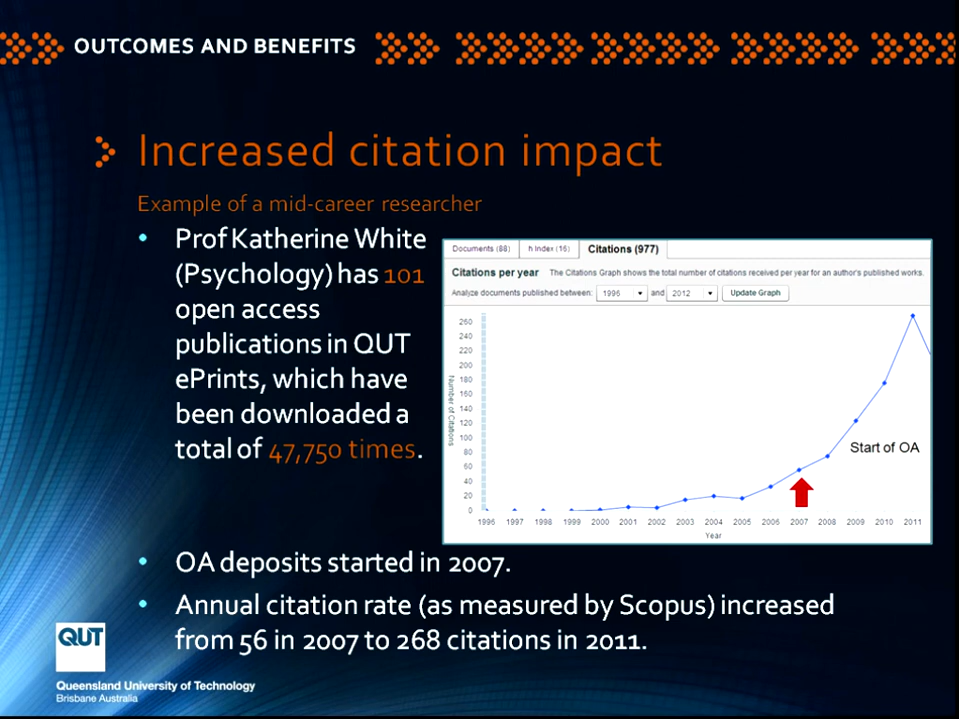 OUTCOMES AND BENEFITS
Increased citation impact
Example of a mid-career researcher
• Prof Katherine White
(Psychology) has 101
open access
publications in QUT
ePrints, which have
been downloaded a
total of 47,750 times.
Documents (88) h Index (16) Citations (977)
Citations per year The Citations Graph shows the total number of citations received per year for an author's published works.
Analyze documents published between: 1996 and 2012 Update Graph
Number of Citations
260
240
220
200
180
160
140
120
100
80
60
40
20
0
Start of OA
1996 1997 1998 1999 2000 2001 2002 2003 2004 2005 2006 2007 2008 2009 2010 2011
Year
• OA deposits started in 2007.
• Annual citation rate (as measured by Scopus) increased
from 56 in 2007 to 268 citations in 2011.
QUT
Queensland University of Technology
Brisbane Australia